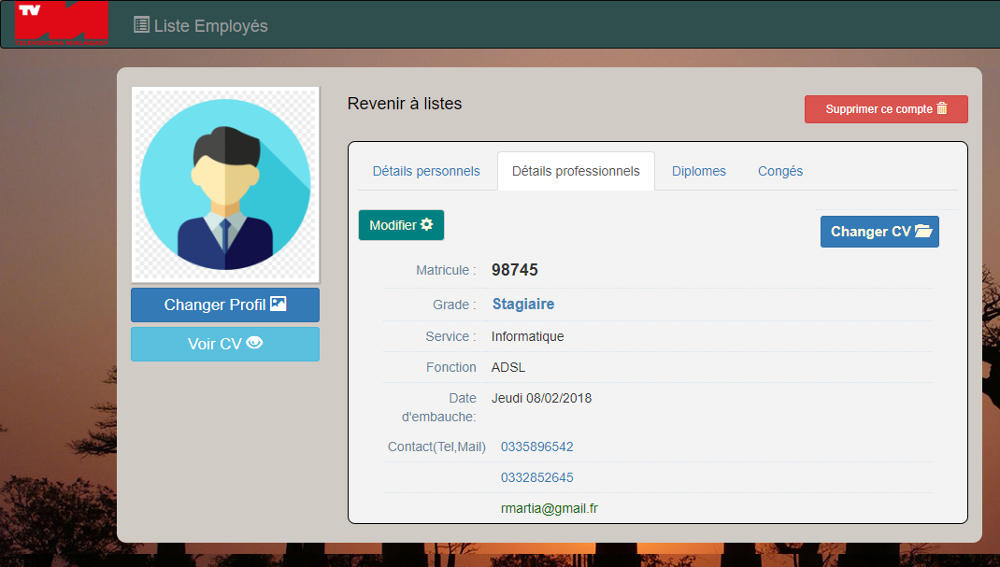 TV
Liste Employés
Revenir à listes
Supprimer ce compte
Détails personnels
Détails professionnels
Diplomes
Congés
Modifier
Changer CV
Matricule : 98745
Grade : Stagiaire
Service : Informatique
Fonction ADSL
Date d'embauche: Jeudi 08/02/2018
Contact(Tel,Mail) 0335896542
0332852645
rmartia@gmail.fr
Changer Profil
Voir CV